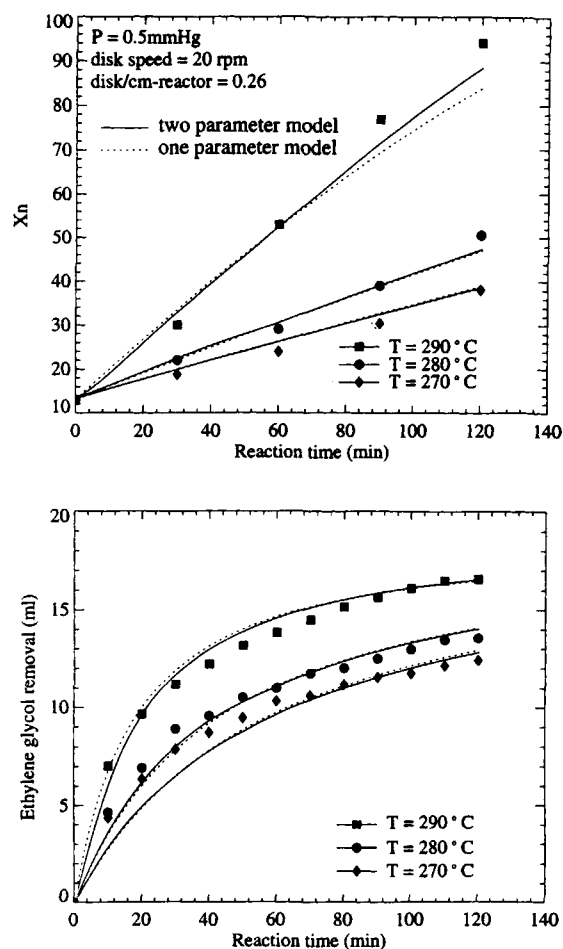 100
90
80
70
60
50
40
30
20
10
Xn
P = 0.5mmHg
disk speed = 20 rpm
disk/cm-reactor = 0.26
two parameter model
one parameter model
T = 290°C
T = 280°C
T = 270°C
0 20 40 60 80 100 120 140
Reaction time (min)
20
15
10
5
0
Ethylene glycol removal (ml)
T = 290°C
T = 280°C
T = 270°C
0 20 40 60 80 100 120 140
Reaction time (min)